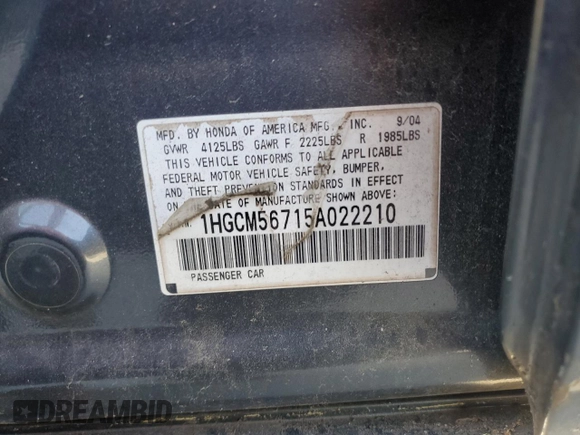 MFD. BY HONDA OF AMERICA MFG., INC. 9/04
GVWR 4125LBS GAWR F 2225LBS R 1985LBS
THIS VEHICLE CONFORMS TO ALL APPLICABLE
FEDERAL MOTOR VEHICLE SAFETY, BUMPER,
AND THEFT PREVENTION STANDARDS IN EFFECT
ON THE DATE OF MANUFACTURE SHOWN ABOVE:
1HGCM56715A022210
PASSENGER CAR
DREAMBID